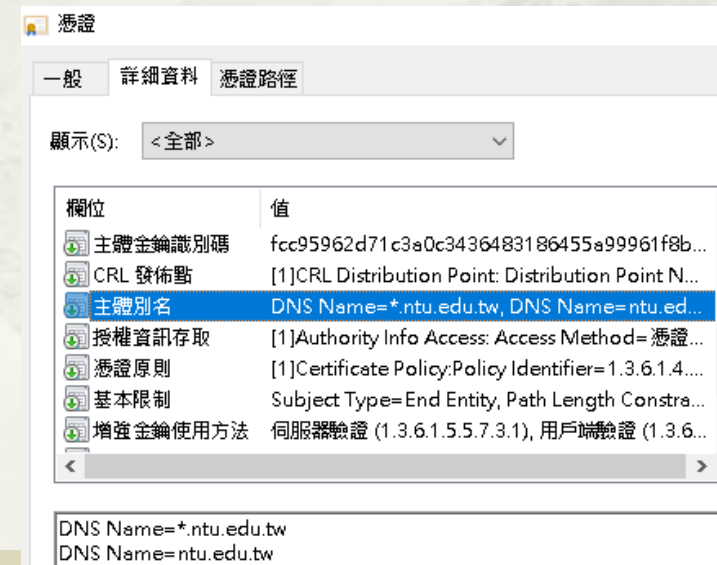 憑證
一般 詳細資料 憑證路徑
顯示(S): <全部>
欄位 值
主體金鑰識別碼 fcc95962d71c3a0c3436483186455a99961f8b...
CRL 發佈點 [1]CRL Distribution Point: Distribution Point N...
主體別名 DNS Name=*.ntu.edu.tw, DNS Name=ntu.ed...
授權資訊存取 [1]Authority Info Access: Access Method=憑證...
憑證原則 [1]Certificate Policy:Policy Identifier=1.3.6.1.4....
基本限制 Subject Type=End Entity, Path Length Constra...
增強金鑰使用方法 伺服器驗證 (1.3.6.1.5.5.7.3.1), 用戶端驗證 (1.3.6...
DNS Name=*.ntu.edu.tw
DNS Name=ntu.edu.tw